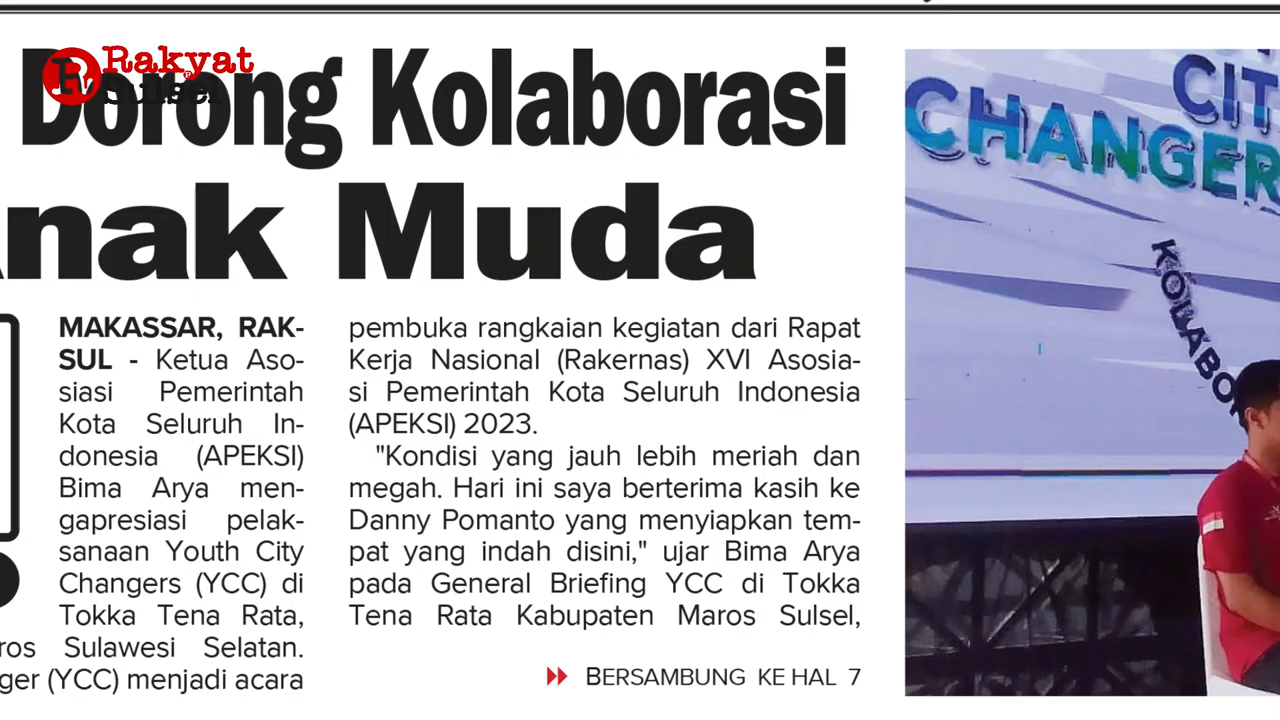 Rakyat
Sulsel
Dorong Kolaborasi
Anak Muda
MAKASSAR, RAK-
SUL - Ketua Aso-
siasi Pemerintah
Kota Seluruh In-
donesia (APEKSI)
Bima Arya men-
gapresiasi pelak-
sanaan Youth City
Changers (YCC) di
Tokka Tena Rata,
ros Sulawesi Selatan.
ger (YCC) menjadi acara
pembuka rangkaian kegiatan dari Rapat
Kerja Nasional (Rakernas) XVI Asosia-
si Pemerintah Kota Seluruh Indonesia
(APEKSI) 2023.
"Kondisi yang jauh lebih meriah dan
megah. Hari ini saya berterima kasih ke
Danny Pomanto yang menyiapkan tem-
pat yang indah disini," ujar Bima Arya
pada General Briefing YCC di Tokka
Tena Rata Kabupaten Maros Sulsel,
BERSAMBUNG KE HAL 7
CIT
CHANGER
KOLABO